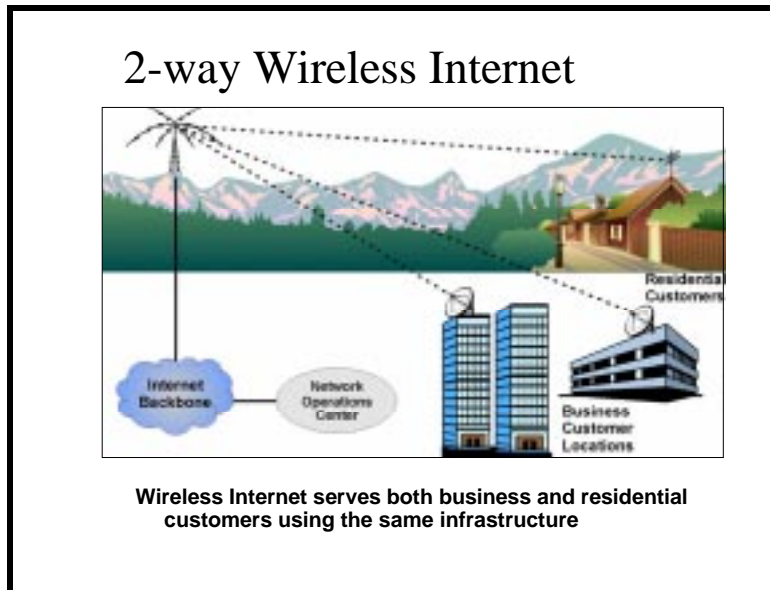 2-way Wireless Internet
Residential
Customers
Internet
Backbone
Network
Operations
Center
Business
Customer
Locations
Wireless Internet serves both business and residential
customers using the same infrastructure